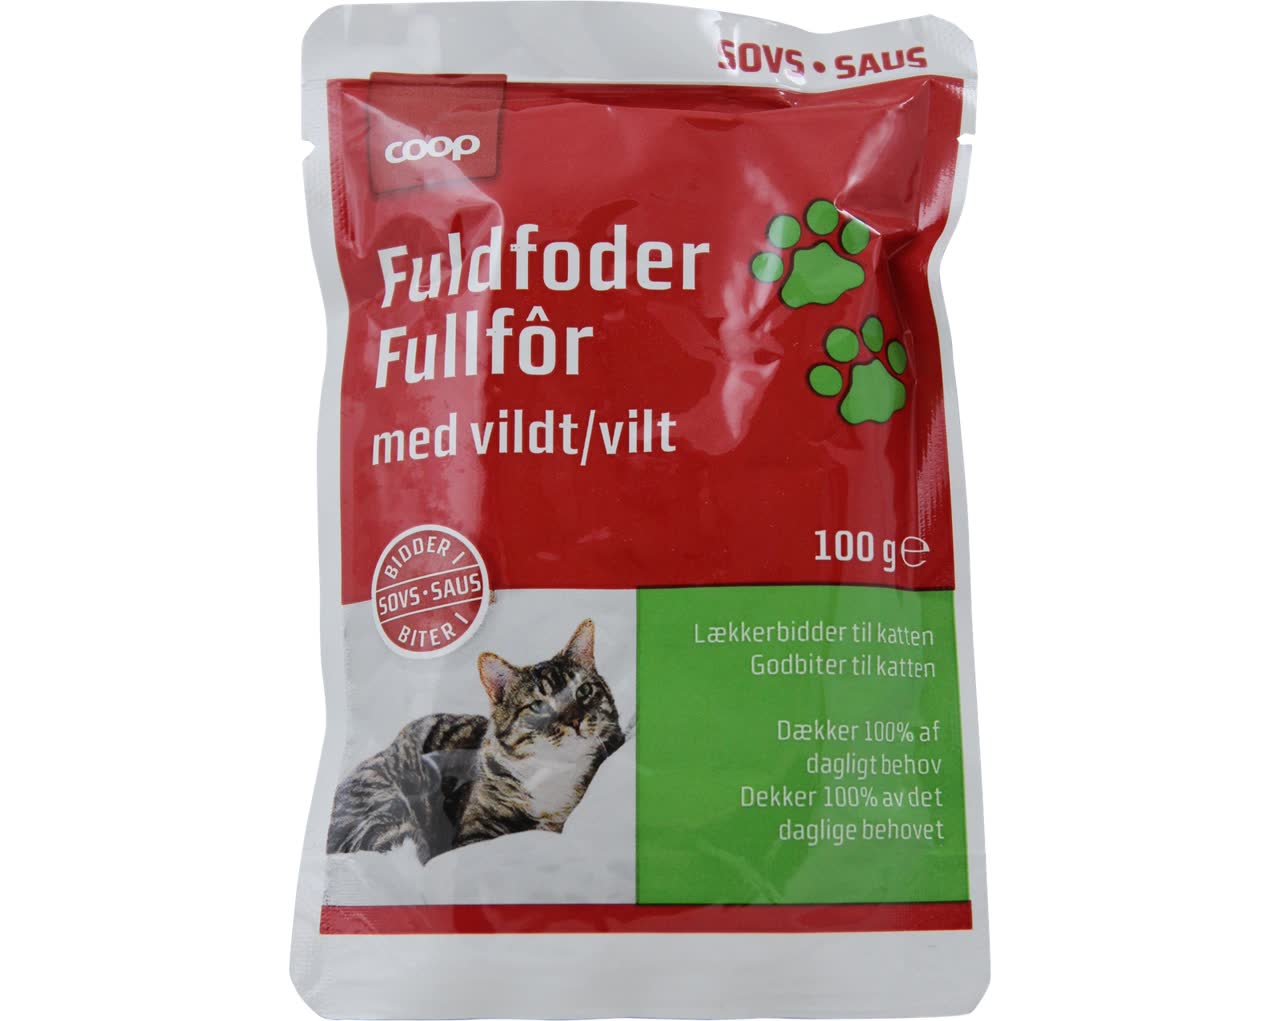 SOVS • SAUS
coop
Fuldfoder
Fullfôr
med vildt/vilt
100 g e
BIDDER I
SOVS • SAUS
BITER I
Lækkerbidder til katten
Godbiter til katten
Dækker 100% af
dagligt behov
Dekker 100% av det
daglige behovet